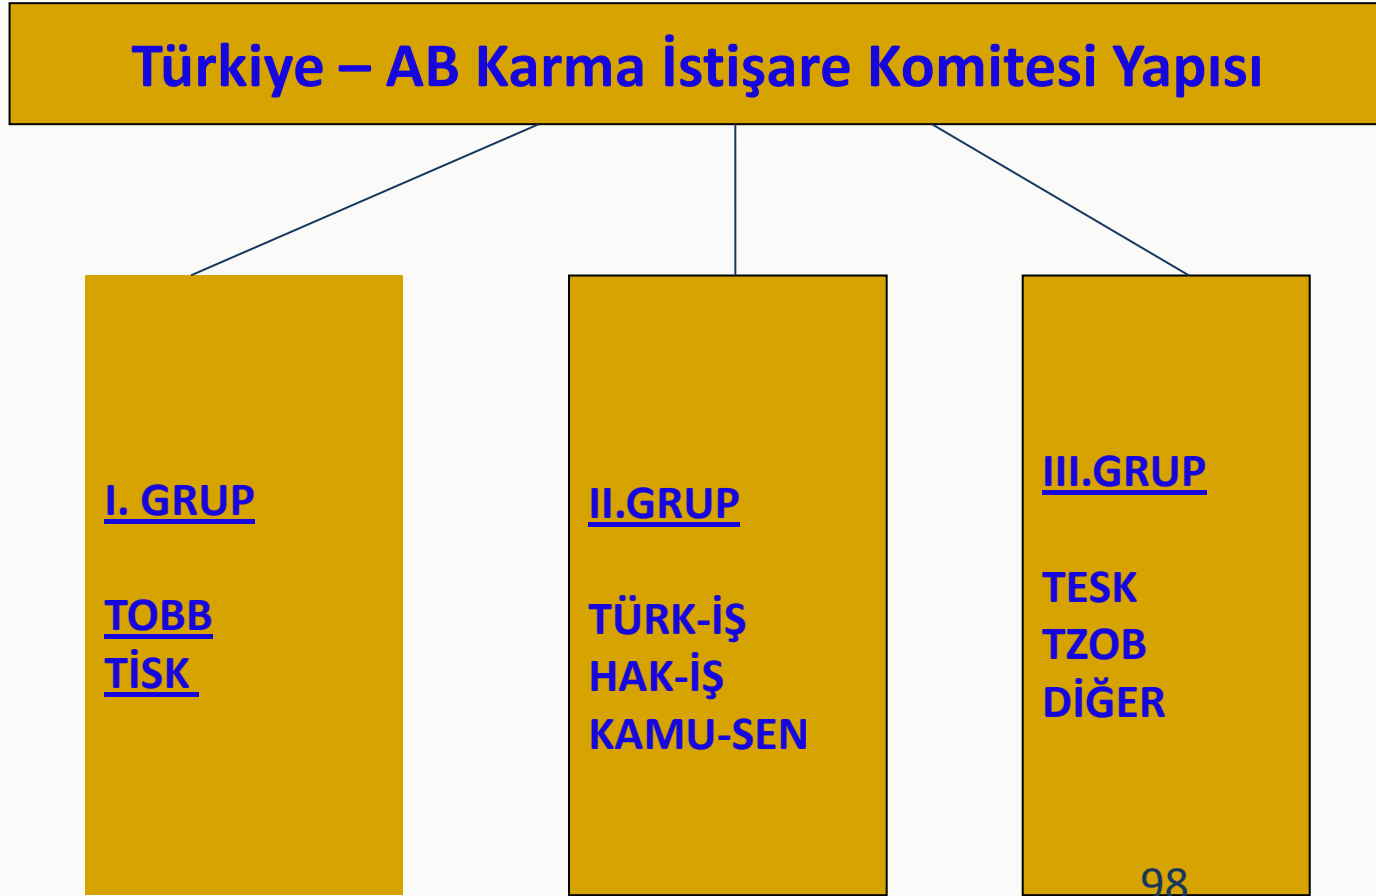 Türkiye – AB Karma İstişare Komitesi Yapısı
I. GRUP
TOBB
TİSK
II.GRUP
TÜRK-İŞ
HAK-İŞ
KAMU-SEN
III.GRUP
TESK
TZOB
DİĞER
98